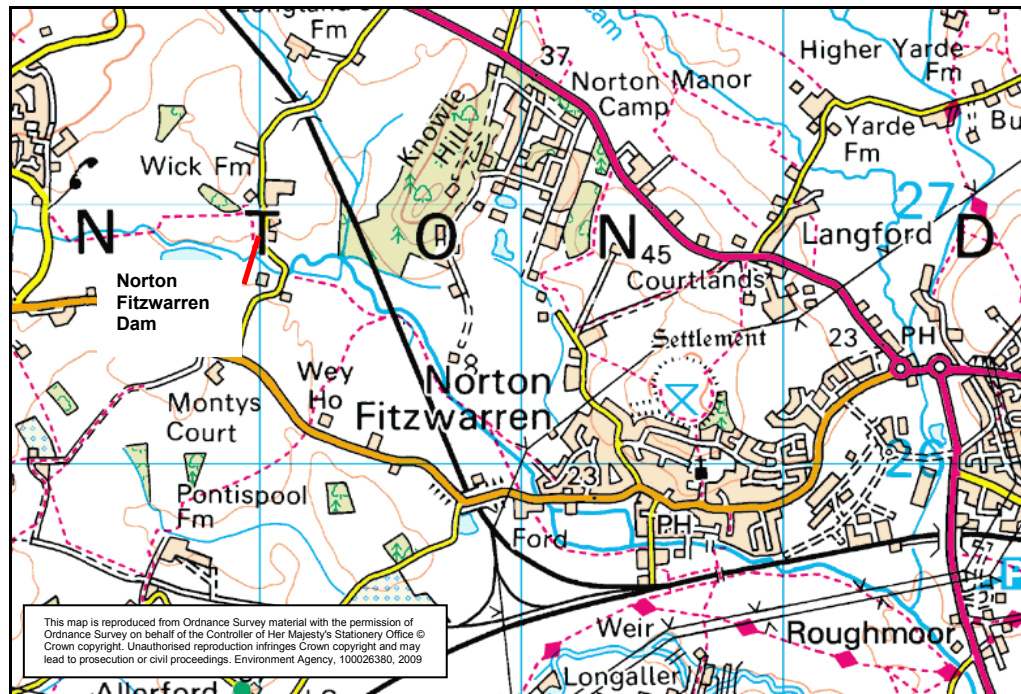 Longlands
Fm
37
Norton Manor
Camp
Higher Yarde
Fm
Knowle
Hill
Yarde
Fm
Bu
Wick Fm
27
N T O N D
H
Langford
45
Courtlands
Norton
Fitzwarren
Dam
Settlement
23
PH
Wey
Ho
Norton
Fitzwarren
Montys
Court
23
26
Pontispool
Fm
PH
Ford
P
This map is reproduced from Ordnance Survey material with the permission of
Ordnance Survey on behalf of the Controller of Her Majesty's Stationery Office ©
Crown copyright. Unauthorised reproduction infringes Crown copyright and may
lead to prosecution or civil proceedings. Environment Agency, 100026380, 2009
Weir
Roughmoor
Longaller
Allerford